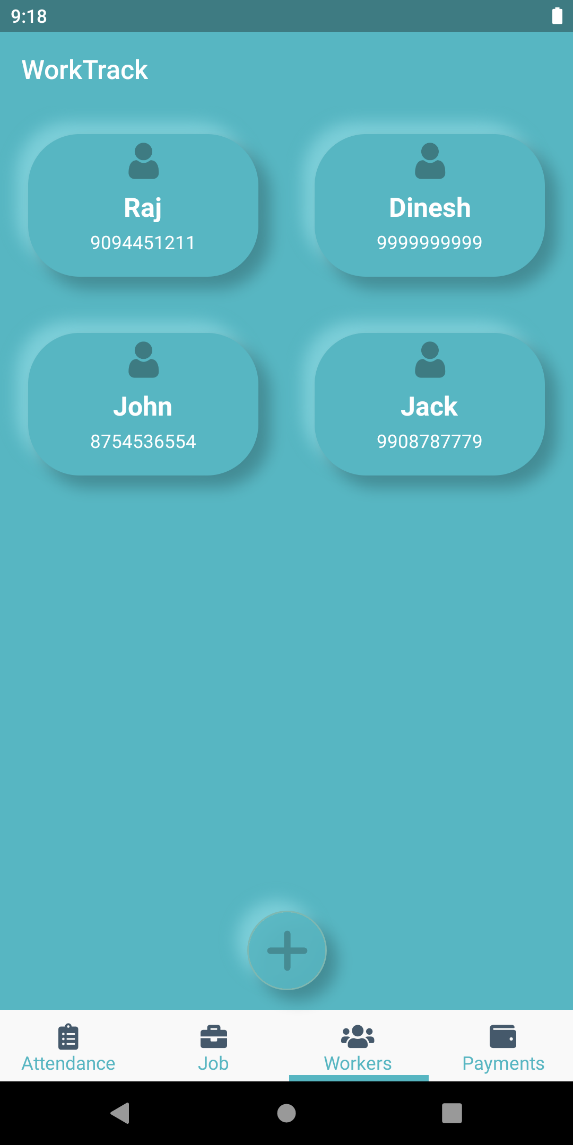 9:18
WorkTrack
Raj
9094451211
Dinesh
9999999999
John
8754536554
Jack
9908787779
Attendance
Job
Workers
Payments